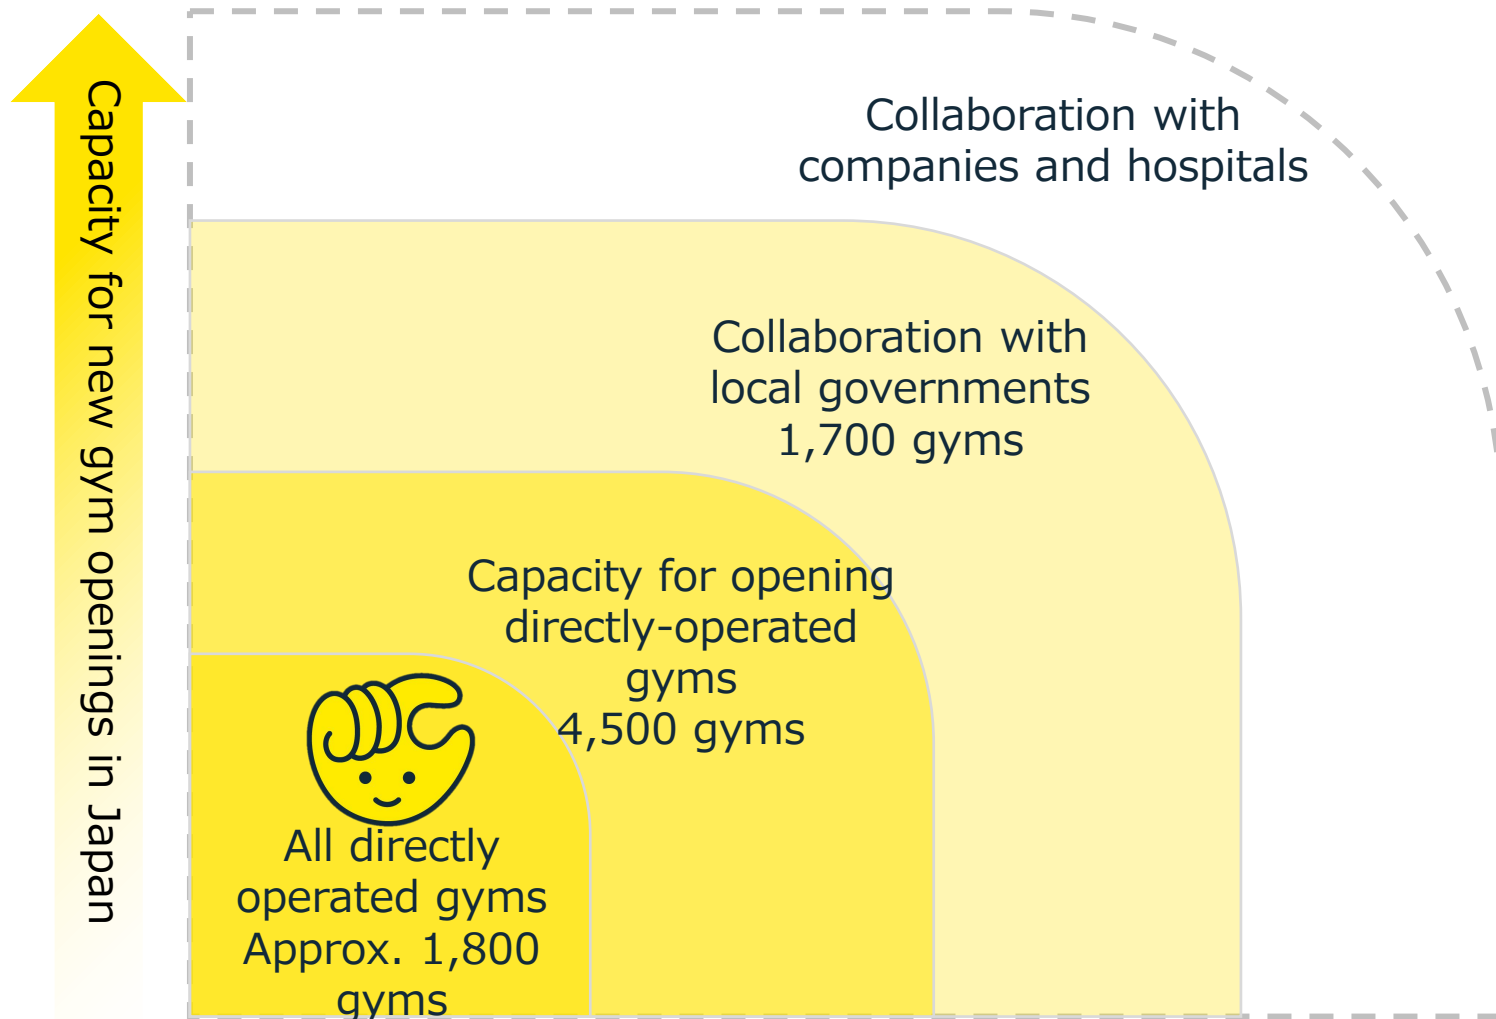 Capacity for new gym openings in Japan
Collaboration with
companies and hospitals
Collaboration with
local governments
1,700 gyms
Capacity for opening
directly-operated
gyms
4,500 gyms
All directly
operated gyms
Approx. 1,800
gyms